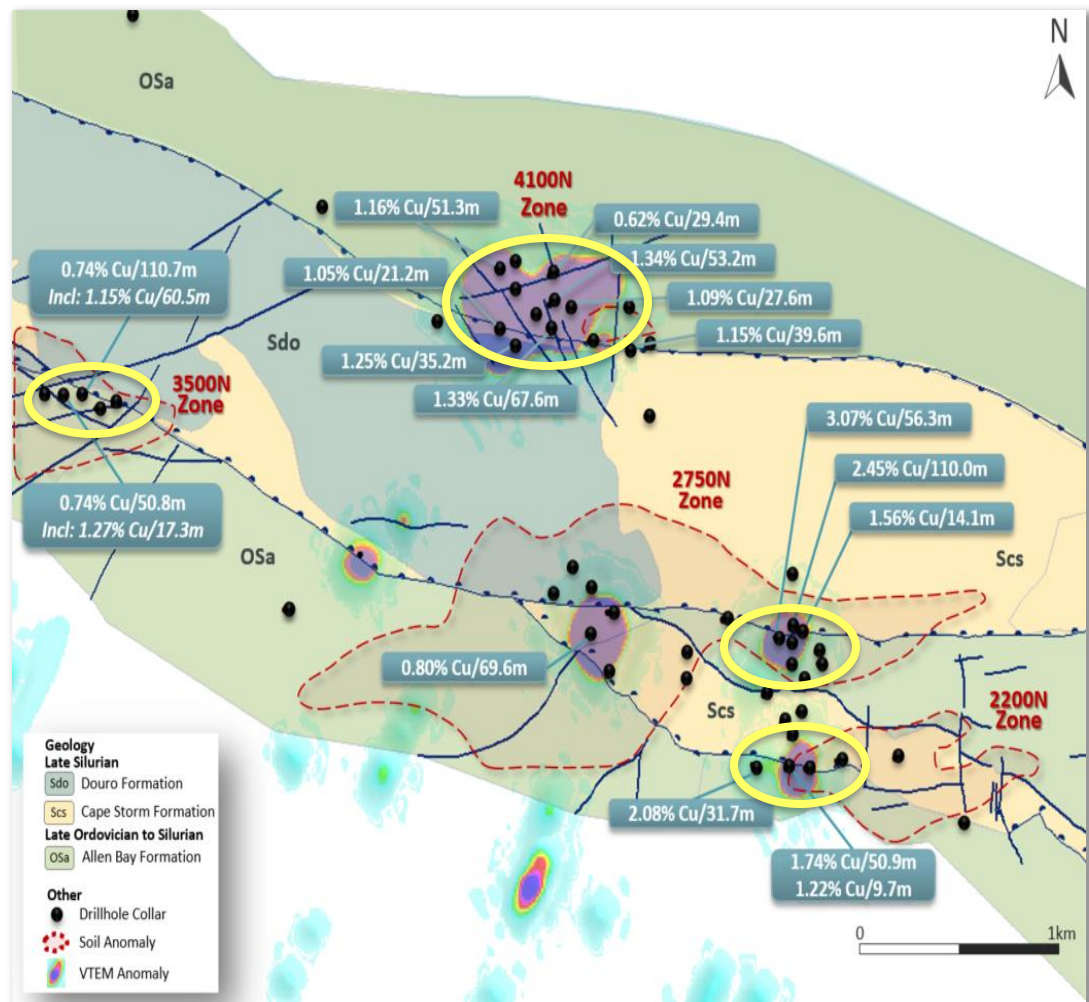 N
OSa
4100N
Zone
1.16% Cu/51.3m
0.62% Cu/29.4m
0.74% Cu/110.7m
Incl: 1.15% Cu/60.5m
1.05% Cu/21.2m
1.34% Cu/53.2m
1.09% Cu/27.6m
Sdo
1.15% Cu/39.6m
1.25% Cu/35.2m
3500N
Zone
1.33% Cu/67.6m
3.07% Cu/56.3m
2.45% Cu/110.0m
2750N
Zone
0.74% Cu/50.8m
Incl: 1.27% Cu/17.3m
1.56% Cu/14.1m
OSa
Scs
0.80% Cu/69.6m
Scs
2200N
Zone
2.08% Cu/31.7m
1.74% Cu/50.9m
1.22% Cu/9.7m
Geology
Late Silurian
Sdo Douro Formation
Scs Cape Storm Formation
Late Ordovician to Silurian
OSa Allen Bay Formation
Other
Drillhole Collar
Soil Anomaly
VTEM Anomaly
0 1km